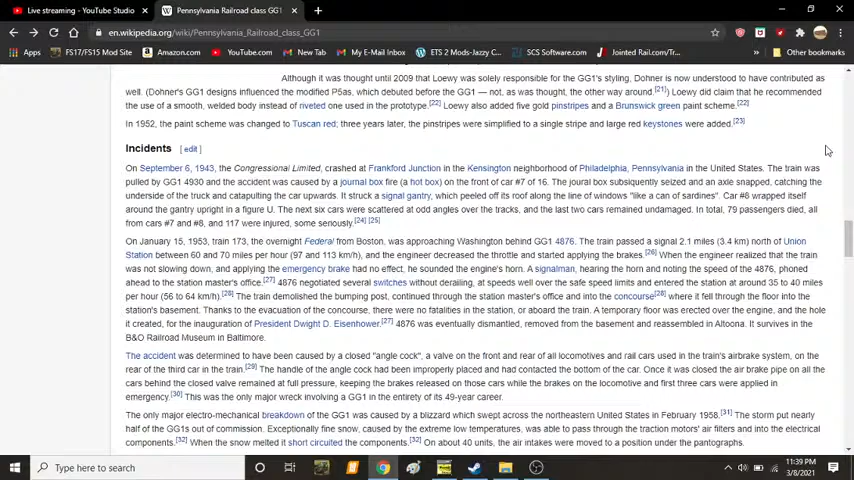 Live streaming - YouTube Studio
Pennsylvania Railroad class GG1
en.wikipedia.org/wiki/Pennsylvania_Railroad_class_GG1
Apps FS17/FS15 Mod Site Amazon.com YouTube.com New Tab My E-mail Inbox ETS 2 Mods-Jazzy C... SCS Software.com Jointed Rail.com/Tr... Other bookmarks
Although it was thought until 2009 that Loewy was solely responsible for the GG1's styling, Dohner is now understood to have contributed as
well. (Dohner's GG1 designs influenced the modified P5as, which debuted before the GG1 — not, as was thought, the other way around.[21]) Loewy did claim that he recommended
the use of a smooth, welded body instead of riveted one used in the prototype.[22] Loewy also added five gold pinstripes and a Brunswick green paint scheme.[22]
In 1952, the paint scheme was changed to Tuscan red; three years later, the pinstripes were simplified to a single stripe and large red keystones were added.[23]
Incidents [ edit ]
On September 6, 1943, the Congressional Limited, crashed at Frankford Junction in the Kensington neighborhood of Philadelphia, Pennsylvania in the United States. The train was
pulled by GG1 4930 and the accident was caused by a journal box fire (a hot box) on the front of car #7 of 16. The joural box subsiquently seized and an axle snapped, catching the
underside of the truck and catapulting the car upwards. It struck a signal gantry, which peeled off its roof along the line of windows "like a can of sardines". Car #8 wrapped itself
around the gantry upright in a figure U. The next six cars were scattered at odd angles over the tracks, and the last two cars remained undamaged. In total, 79 passengers died, all
from cars #7 and #8, and 117 were injured, some seriously.[24] [25]
On January 15, 1953, train 173, the overnight Federal from Boston, was approaching Washington behind GG1 4876. The train passed a signal 2.1 miles (3.4 km) north of Union
Station between 60 and 70 miles per hour (97 and 113 km/h), and the engineer decreased the throttle and started applying the brakes.[26] When the engineer realized that the train
was not slowing down, and applying the emergency brake had no effect, he sounded the engine's horn. A signalman, hearing the horn and noting the speed of the 4876, phoned
ahead to the station master's office.[27] 4876 negotiated several switches without derailing, at speeds well over the safe speed limits and entered the station at around 35 to 40 miles
per hour (56 to 64 km/h).[28] The train demolished the bumping post, continued through the station master's office and into the concourse[28] where it fell through the floor into the
station's basement. Thanks to the evacuation of the concourse, there were no fatalities in the station, or aboard the train. A temporary floor was erected over the engine, and the hole
it created, for the inauguration of President Dwight D. Eisenhower.[27] 4876 was eventually dismantled, removed from the basement and reassembled in Altoona. It survives in the
B&O Railroad Museum in Baltimore.
The accident was determined to have been caused by a closed "angle cock", a valve on the front and rear of all locomotives and rail cars used in the train's airbrake system, on the
rear of the third car in the train.[29] The handle of the angle cock had been improperly placed and had contacted the bottom of the car. Once it was closed the air brake pipe on all the
cars behind the closed valve remained at full pressure, keeping the brakes released on those cars while the brakes on the locomotive and first three cars were applied in
emergency.[30] This was the only major wreck involving a GG1 in the entirety of its 49-year career.
The only major electro-mechanical breakdown of the GG1 was caused by a blizzard which swept across the northeastern United States in February 1958.[31] The storm put nearly
half of the GG1s out of commission. Exceptionally fine snow, caused by the extreme low temperatures, was able to pass through the traction motors' air filters and into the electrical
components.[32] When the snow melted it short circuited the components.[32] On about 40 units, the air intakes were moved to a position under the pantographs.
Type here to search
11:39 PM
3/8/2021